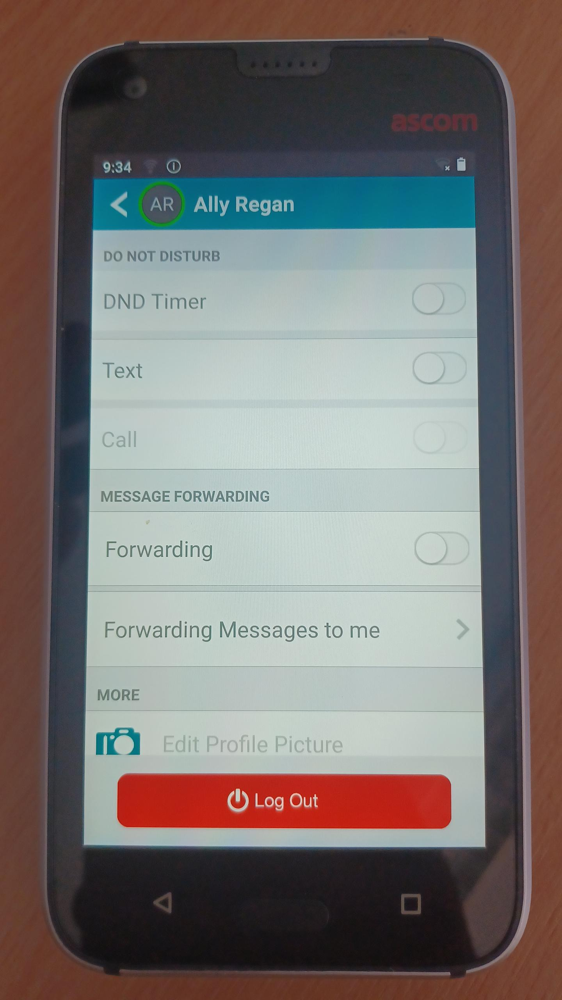 ascom
9:34
AR Ally Regan
DO NOT DISTURB
DND Timer
Text
Call
MESSAGE FORWARDING
Forwarding
Forwarding Messages to me
MORE
Edit Profile Picture
Log Out